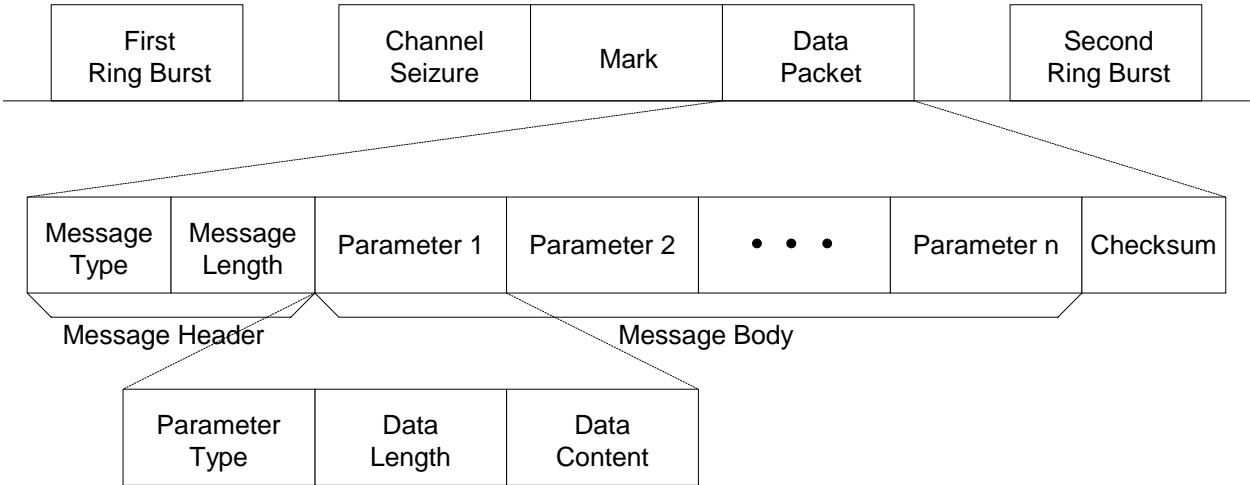 First
Ring Burst
Channel
Seizure
Mark
Data
Packet
Second
Ring Burst
Message
Type
Message
Length
Parameter 1
Parameter 2
• • •
Parameter n
Checksum
Message Header
Message Body
Parameter
Type
Data
Length
Data
Content